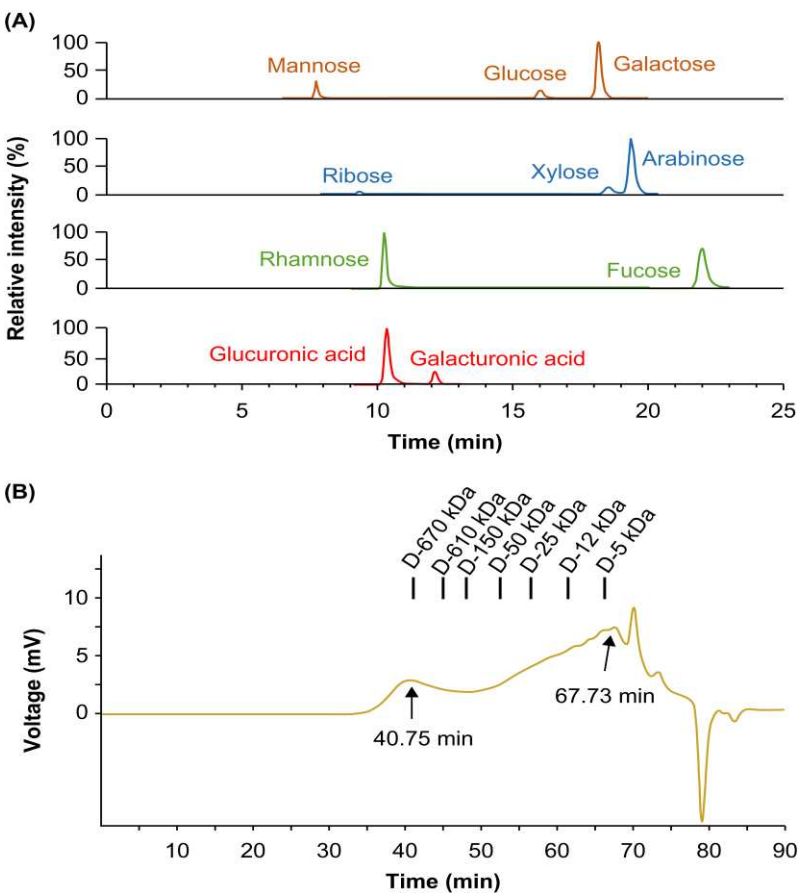 (A)
Relative intensity (%)
100
50
0
Mannose
Glucose
Galactose
100
50
0
Ribose
Xylose
Arabinose
100
50
0
Rhamnose
Fucose
100
50
0
Glucuronic acid
Galacturonic acid
0 5 10 15 20 25
Time (min)
(B)
D-670 kDa
D-610 kDa
D-150 kDa
D-50 kDa
D-25 kDa
D-12 kDa
D-5 kDa
Voltage (mV)
10
5
0
40.75 min
67.73 min
10 20 30 40 50 60 70 80 90
Time (min)